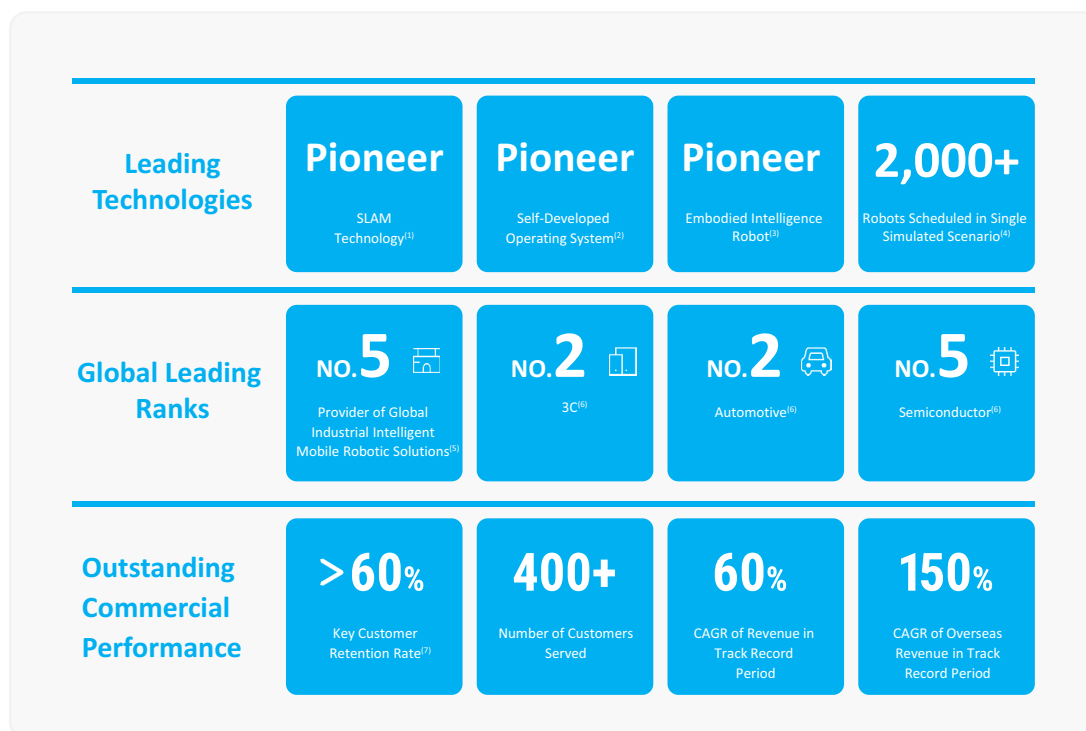 Leading
Technologies
Pioneer
SLAM
Technology(1)
Pioneer
Self-Developed
Operating System(2)
Pioneer
Embodied Intelligence
Robot(3)
2,000+
Robots Scheduled in Single
Simulated Scenario(4)
Global Leading
Ranks
NO.5
Provider of Global
Industrial Intelligent
Mobile Robotic Solutions(5)
NO.2
3C(6)
NO.2
Automotive(6)
NO.5
Semiconductor(6)
Outstanding
Commercial
Performance
>60%
Key Customer
Retention Rate(7)
400+
Number of Customers
Served
60%
CAGR of Revenue in
Track Record
Period
150%
CAGR of Overseas
Revenue in Track
Record Period